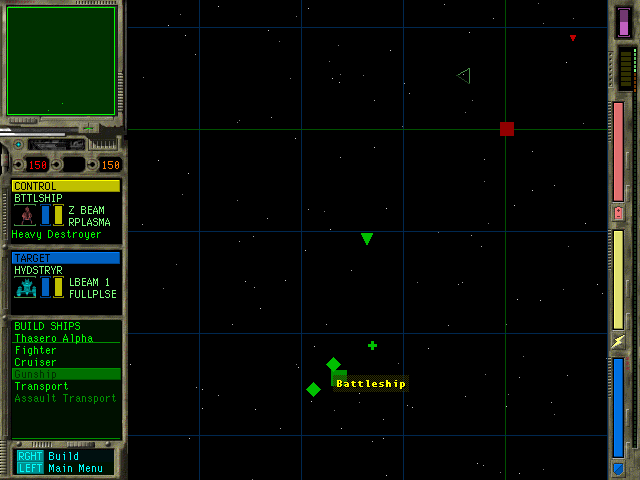 150 150
CONTROL
BTTLSHIP
Z BEAM
RPLASMA
Heavy Destroyer
TARGET
HVDSTRYR
LBEAM 1
FULLPLSE
BUILD SHIPS
Thasero Alpha
Fighter
Cruiser
Gunship
Transport
Assault Transport
RGHT Build
LEFT Main Menu
Battleship